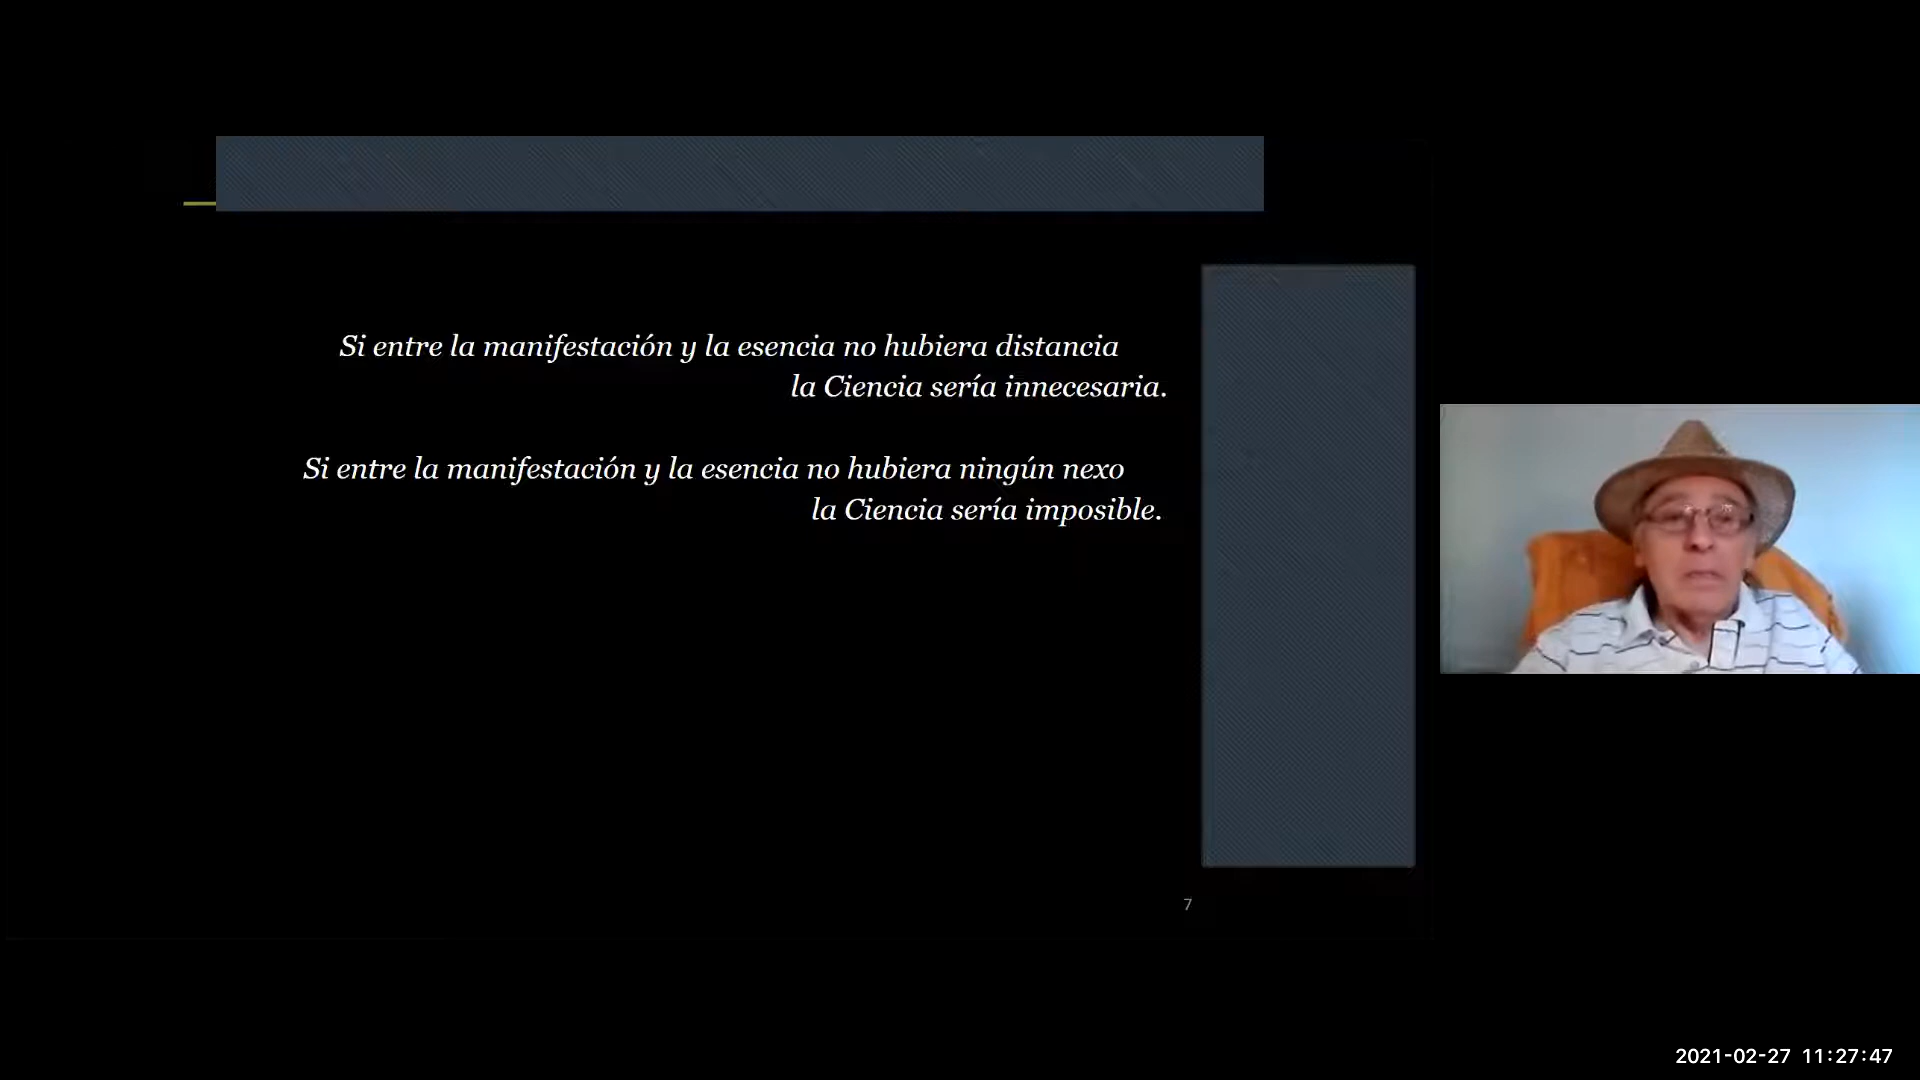 Si entre la manifestación y la esencia no hubiera distancia
la Ciencia sería innecesaria.
Si entre la manifestación y la esencia no hubiera ningún nexo
la Ciencia sería imposible.
7
2021-02-27 11:27:47